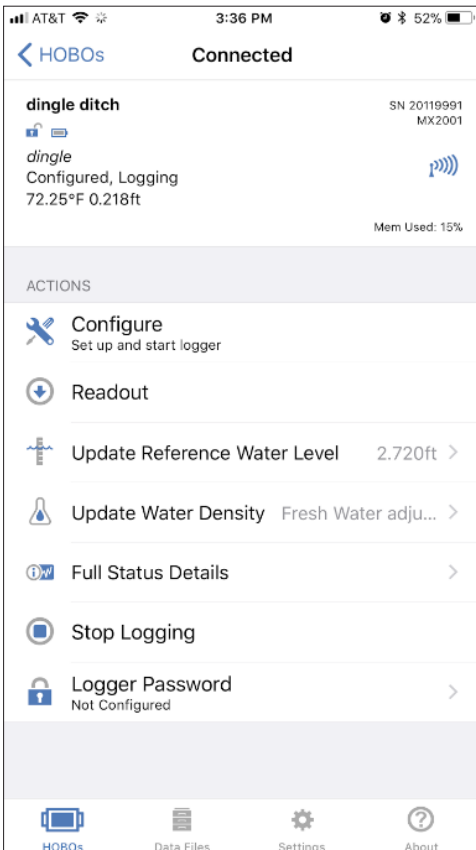 AT&T 3:36 PM 52%
HOBOs Connected
dingle ditch SN 20119991
MX2001
dingle
Configured, Logging
72.25°F 0.218ft
Mem Used: 15%
ACTIONS
Configure
Set up and start logger
Readout
Update Reference Water Level 2.720ft
Update Water Density Fresh Water adju...
Full Status Details
Stop Logging
Logger Password
Not Configured
HOBOs Data Files Settings About